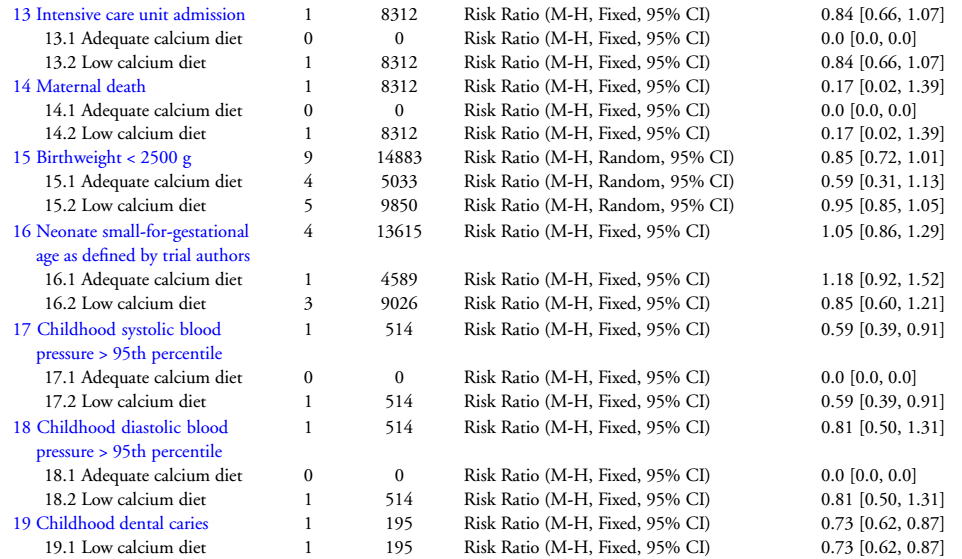 13 Intensive care unit admission 1 8312 Risk Ratio (M-H, Fixed, 95% CI) 0.84 [0.66, 1.07]
13.1 Adequate calcium diet 0 0 Risk Ratio (M-H, Fixed, 95% CI) 0.0 [0.0, 0.0]
13.2 Low calcium diet 1 8312 Risk Ratio (M-H, Fixed, 95% CI) 0.84 [0.66, 1.07]
14 Maternal death 1 8312 Risk Ratio (M-H, Fixed, 95% CI) 0.17 [0.02, 1.39]
14.1 Adequate calcium diet 0 0 Risk Ratio (M-H, Fixed, 95% CI) 0.0 [0.0, 0.0]
14.2 Low calcium diet 1 8312 Risk Ratio (M-H, Fixed, 95% CI) 0.17 [0.02, 1.39]
15 Birthweight < 2500 g 9 14883 Risk Ratio (M-H, Random, 95% CI) 0.85 [0.72, 1.01]
15.1 Adequate calcium diet 4 5033 Risk Ratio (M-H, Random, 95% CI) 0.59 [0.31, 1.13]
15.2 Low calcium diet 5 9850 Risk Ratio (M-H, Random, 95% CI) 0.95 [0.85, 1.05]
16 Neonate small-for-gestational 4 13615 Risk Ratio (M-H, Fixed, 95% CI) 1.05 [0.86, 1.29]
age as defined by trial authors
16.1 Adequate calcium diet 1 4589 Risk Ratio (M-H, Fixed, 95% CI) 1.18 [0.92, 1.52]
16.2 Low calcium diet 3 9026 Risk Ratio (M-H, Fixed, 95% CI) 0.85 [0.60, 1.21]
17 Childhood systolic blood 1 514 Risk Ratio (M-H, Fixed, 95% CI) 0.59 [0.39, 0.91]
pressure > 95th percentile
17.1 Adequate calcium diet 0 0 Risk Ratio (M-H, Fixed, 95% CI) 0.0 [0.0, 0.0]
17.2 Low calcium diet 1 514 Risk Ratio (M-H, Fixed, 95% CI) 0.59 [0.39, 0.91]
18 Childhood diastolic blood 1 514 Risk Ratio (M-H, Fixed, 95% CI) 0.81 [0.50, 1.31]
pressure > 95th percentile
18.1 Adequate calcium diet 0 0 Risk Ratio (M-H, Fixed, 95% CI) 0.0 [0.0, 0.0]
18.2 Low calcium diet 1 514 Risk Ratio (M-H, Fixed, 95% CI) 0.81 [0.50, 1.31]
19 Childhood dental caries 1 195 Risk Ratio (M-H, Fixed, 95% CI) 0.73 [0.62, 0.87]
19.1 Low calcium diet 1 195 Risk Ratio (M-H, Fixed, 95% CI) 0.73 [0.62, 0.87]